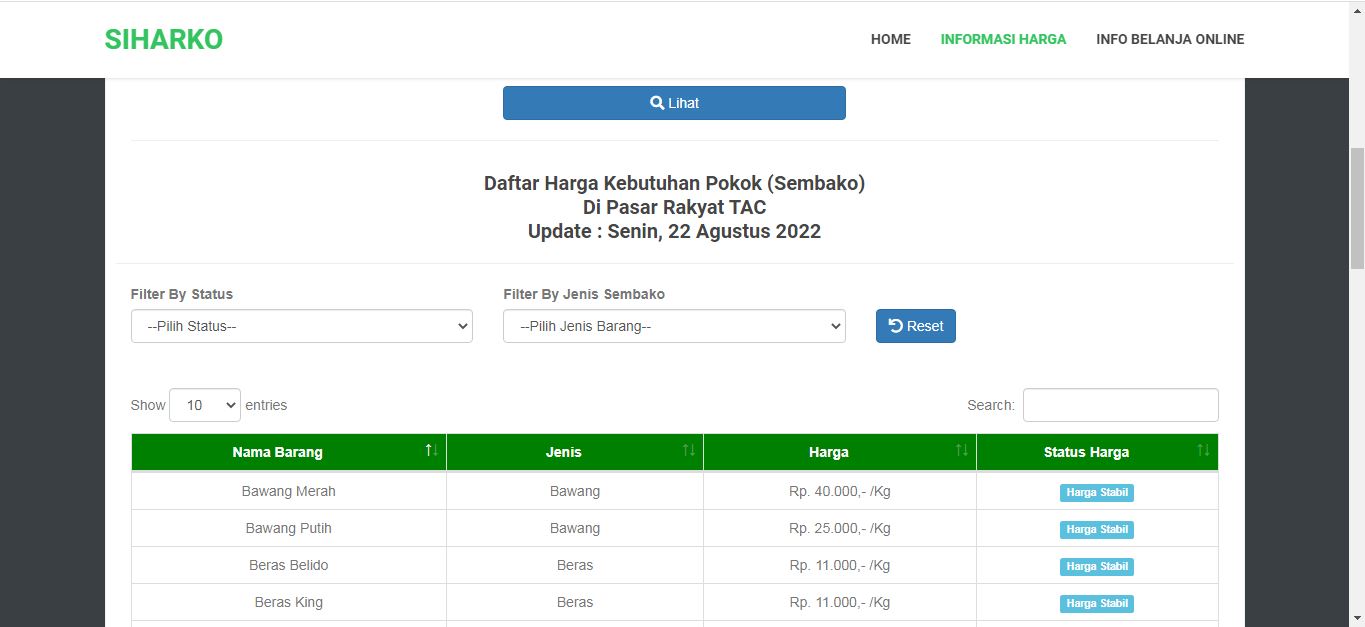 SIHARKO HOME INFORMASI HARGA INFO BELANJA ONLINE
Lihat
Daftar Harga Kebutuhan Pokok (Sembako)
Di Pasar Rakyat TAC
Update : Senin, 22 Agustus 2022
Filter By Status Filter By Jenis Sembako
--Pilih Status-- --Pilih Jenis Barang-- Reset
Show 10 entries Search:
Nama Barang Jenis Harga Status Harga
Bawang Merah Bawang Rp. 40.000,- /Kg Harga Stabil
Bawang Putih Bawang Rp. 25.000,- /Kg Harga Stabil
Beras Belido Beras Rp. 11.000,- /Kg Harga Stabil
Beras King Beras Rp. 11.000,- /Kg Harga Stabil